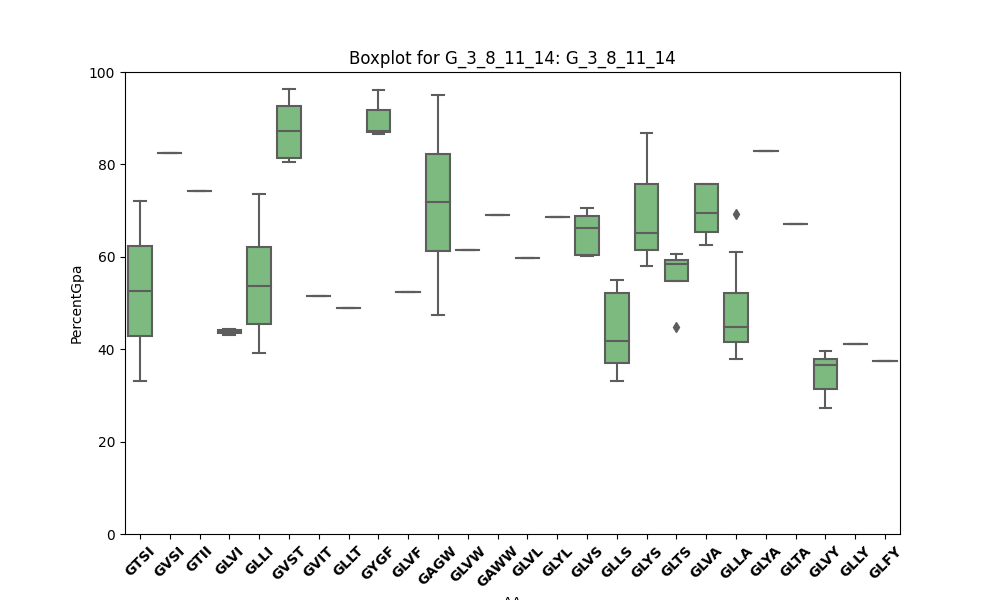 Boxplot for G_3_8_11_14: G_3_8_11_14
100
80
60
40
20
0
PercentGpa
GTSI
GVSI
GTII
GLVI
GLLI
GVST
GVIT
GLLT
GYGF
GLVF
GAGW
GLVW
GAWW
GLVL
GLYL
GLVS
GLLS
GLYS
GLTS
GLVA
GLLA
GLYA
GLTA
GLVY
GLLY
GLFY